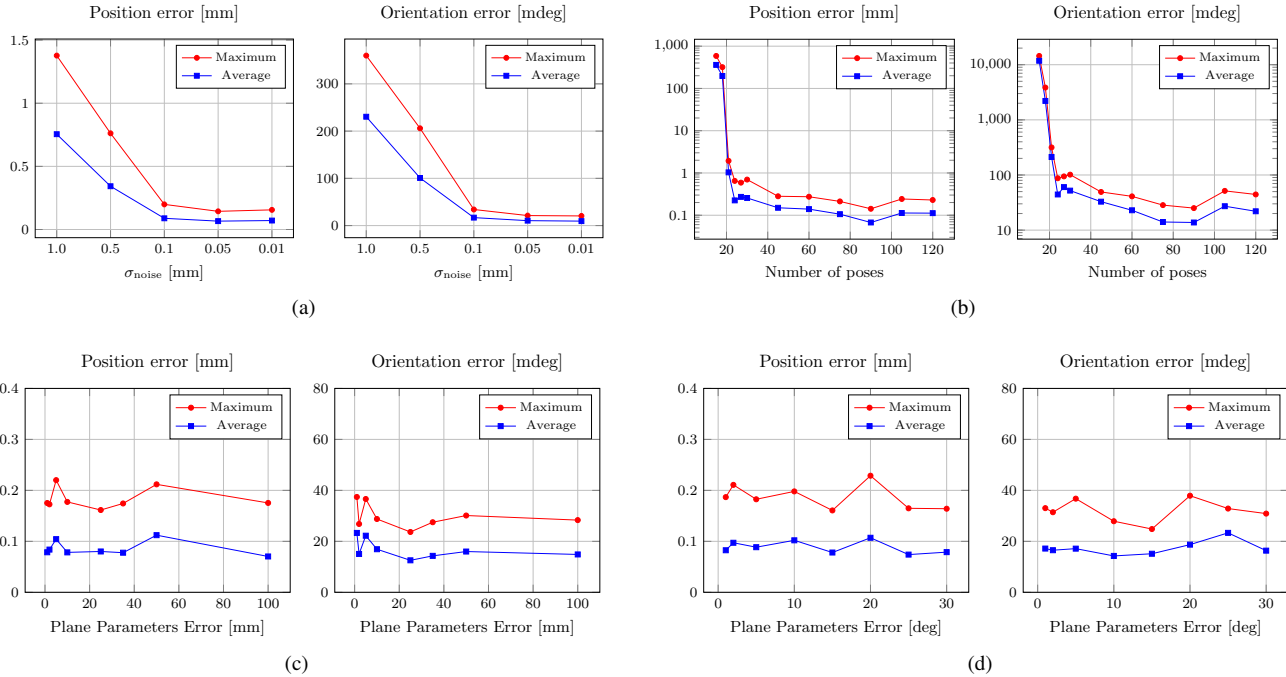 Position error [mm]
1.5
1
0.5
0
1.0 0.5 0.1 0.05 0.01
σnoise [mm]
Maximum
Average
Orientation error [mdeg]
300
200
100
0
1.0 0.5 0.1 0.05 0.01
σnoise [mm]
Maximum
Average
(a)
Position error [mm]
1,000
100
10
1
0.1
20 40 60 80 100 120
Number of poses
Maximum
Average
Orientation error [mdeg]
10,000
1,000
100
10
20 40 60 80 100 120
Number of poses
Maximum
Average
(b)
Position error [mm]
0.4
0.3
0.2
0.1
0
0 20 40 60 80 100
Plane Parameters Error [mm]
Maximum
Average
Orientation error [mdeg]
80
60
40
20
0
0 20 40 60 80 100
Plane Parameters Error [mm]
Maximum
Average
(c)
Position error [mm]
0.4
0.3
0.2
0.1
0
0 10 20 30
Plane Parameters Error [deg]
Maximum
Average
Orientation error [mdeg]
80
60
40
20
0
0 10 20 30
Plane Parameters Error [deg]
Maximum
Average
(d)